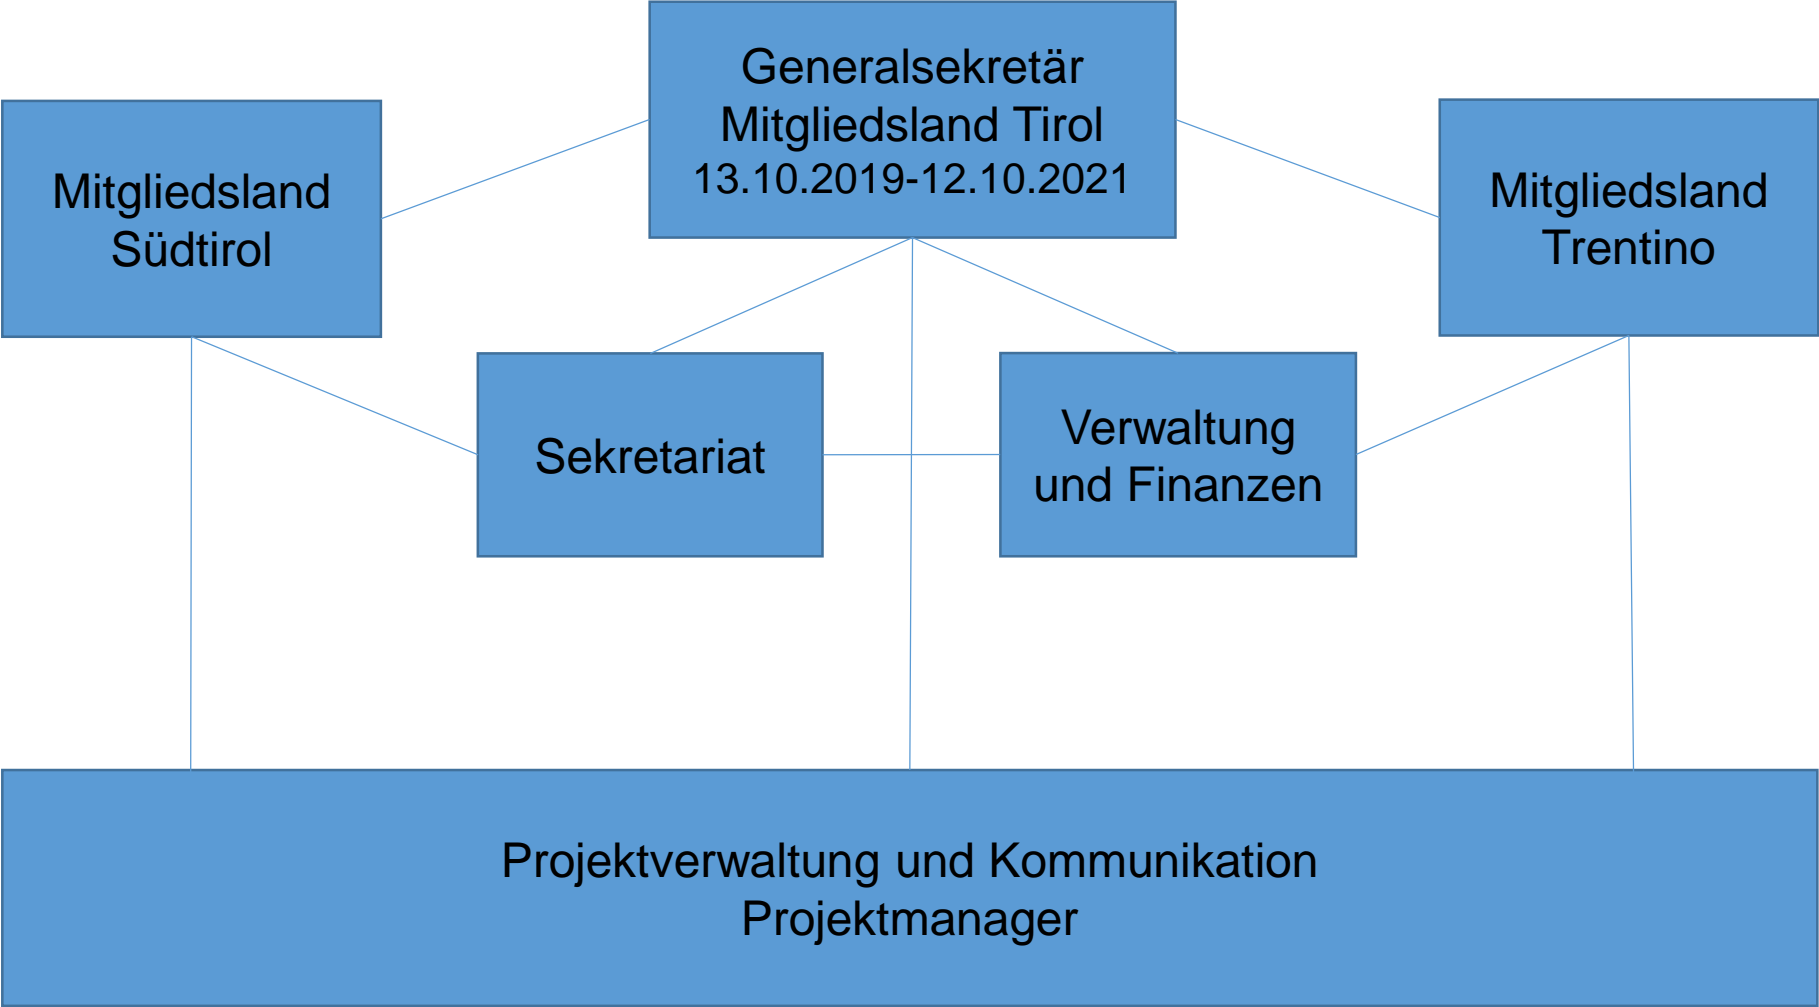 Generalsekretär
Mitgliedsland Tirol
13.10.2019-12.10.2021
Mitgliedsland
Südtirol
Mitgliedsland
Trentino
Sekretariat
Verwaltung
und Finanzen
Projektverwaltung und Kommunikation
Projektmanager